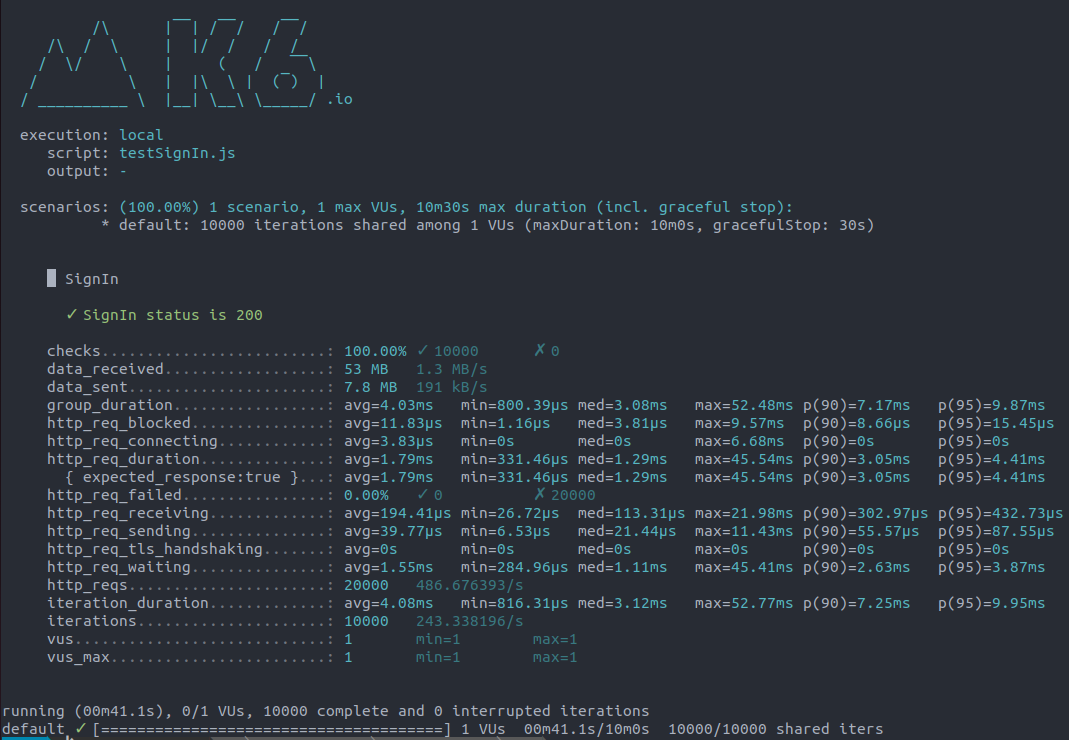 /\      |‾‾| /‾‾/   /‾‾/
     /\  /  \     |  |/  /   /  /
    /  \/    \    |     (   /   ‾‾\
   /          \   |  |\  \ |  (‾)  |
  / __________ \  |__| \__\ \_____/ .io
execution: local
script: testSignIn.js
output: -
scenarios: (100.00%) 1 scenario, 1 max VUs, 10m30s max duration (incl. graceful stop):
* default: 10000 iterations shared among 1 VUs (maxDuration: 10m0s, gracefulStop: 30s)
█ SignIn
✓ SignIn status is 200
checks.........................: 100.00% ✓ 10000 ✗ 0
data_received..................: 53 MB 1.3 MB/s
data_sent......................: 7.8 MB 191 kB/s
group_duration.................: avg=4.03ms min=800.39µs med=3.08ms max=52.48ms p(90)=7.17ms p(95)=9.87ms
http_req_blocked...............: avg=11.83µs min=1.16µs med=3.81µs max=9.57ms p(90)=8.66µs p(95)=15.45µs
http_req_connecting............: avg=3.83µs min=0s med=0s max=6.68ms p(90)=0s p(95)=0s
http_req_duration..............: avg=1.79ms min=331.46µs med=1.29ms max=45.54ms p(90)=3.05ms p(95)=4.41ms
{ expected_response:true }...: avg=1.79ms min=331.46µs med=1.29ms max=45.54ms p(90)=3.05ms p(95)=4.41ms
http_req_failed................: 0.00% ✓ 0 ✗ 20000
http_req_receiving.............: avg=194.41µs min=26.72µs med=113.31µs max=21.98ms p(90)=302.97µs p(95)=432.73µs
http_req_sending...............: avg=39.77µs min=6.53µs med=21.44µs max=11.43ms p(90)=55.57µs p(95)=87.55µs
http_req_tls_handshaking.......: avg=0s min=0s med=0s max=0s p(90)=0s p(95)=0s
http_req_waiting...............: avg=1.55ms min=284.96µs med=1.11ms max=45.41ms p(90)=2.63ms p(95)=3.87ms
http_reqs......................: 20000 486.676393/s
iteration_duration.............: avg=4.08ms min=816.31µs med=3.12ms max=52.77ms p(90)=7.25ms p(95)=9.95ms
iterations.....................: 10000 243.338196/s
vus............................: 1 min=1 max=1
vus_max........................: 1 min=1 max=1
running (00m41.1s), 0/1 VUs, 10000 complete and 0 interrupted iterations
default ✓ [======================================] 1 VUs 00m41.1s/10m0s 10000/10000 shared iters